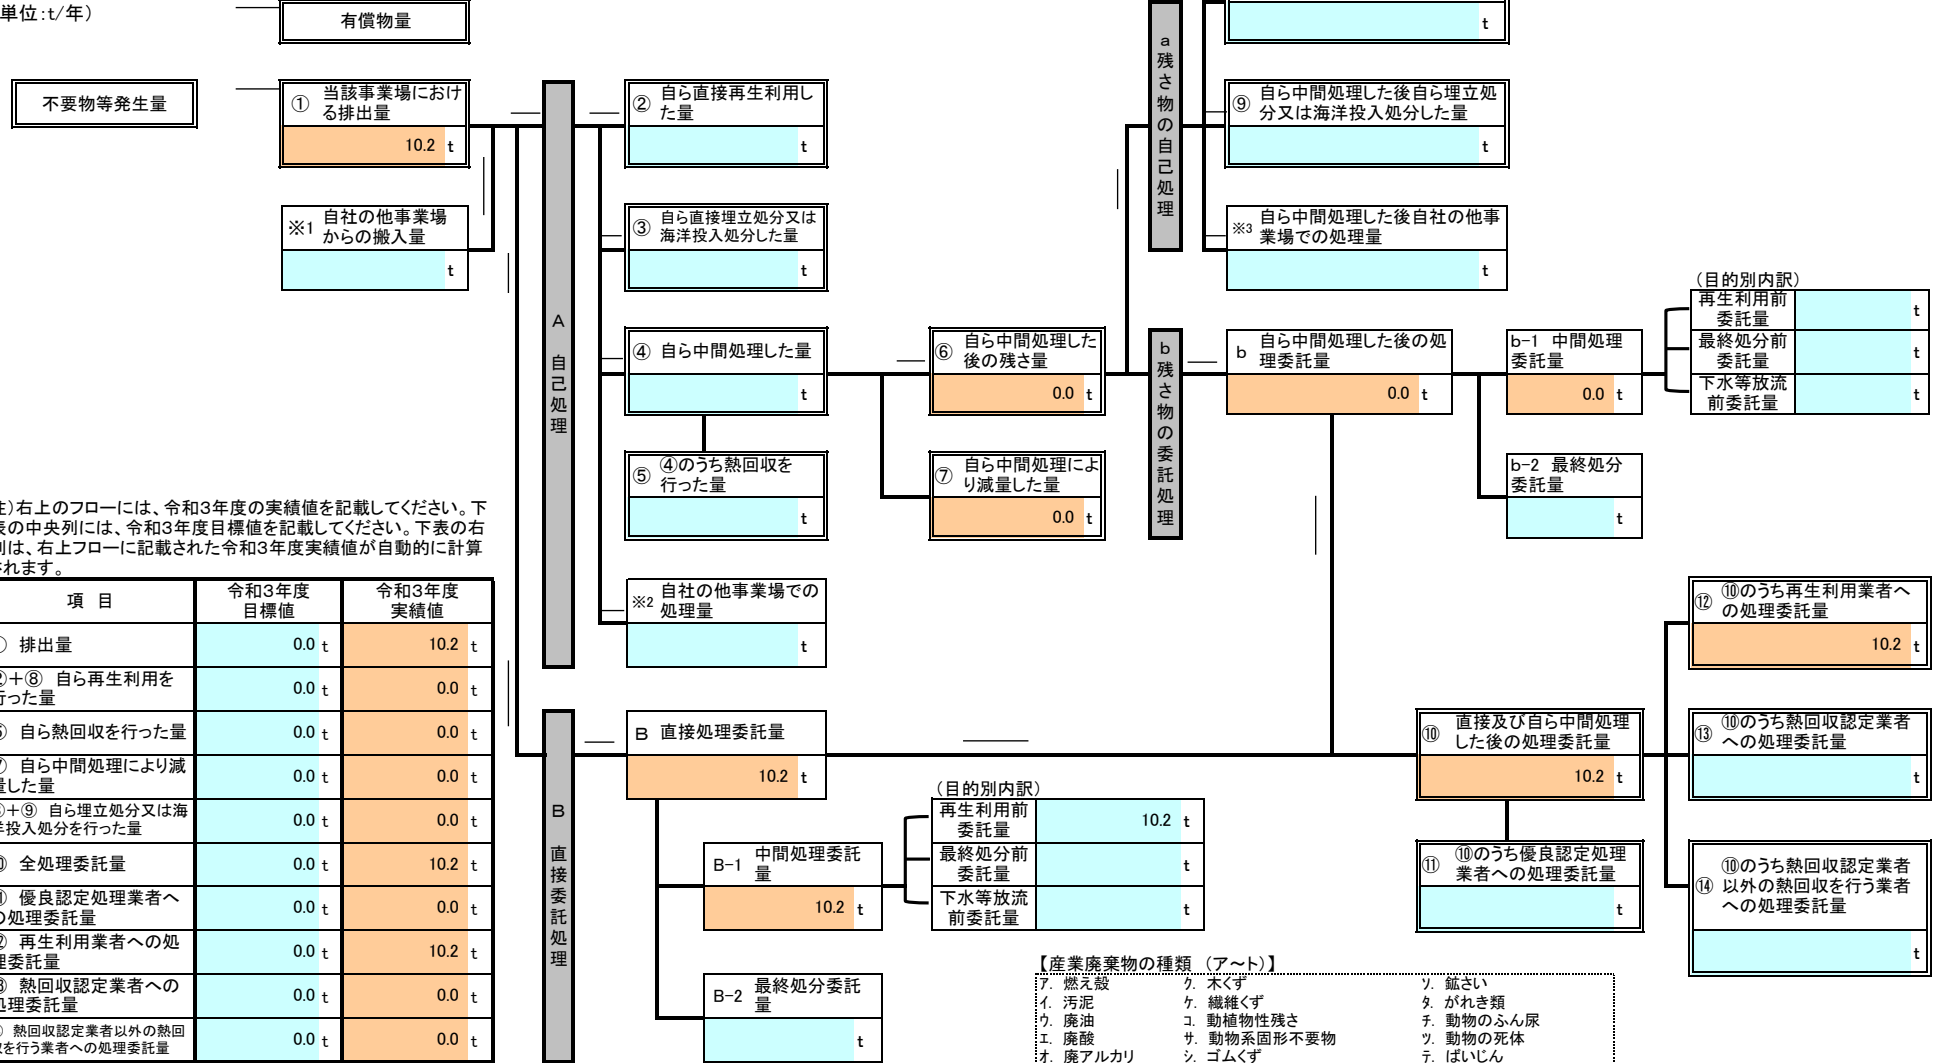 単位:t/年)
有償物量
t
不要物等発生量
① 当該事業場におけ
る排出量
10.2 t
※1 自社の他事業場
からの搬入量
t
A 自己処理
② 自ら直接再生利用し
た量
t
③ 自ら直接埋立処分又は
海洋投入処分した量
t
④ 自ら中間処理した量
t
⑤ ④のうち熱回収を
行った量
t
※2 自社の他事業場での
処理量
t
⑥ 自ら中間処理した
後の残さ量
0.0 t
⑦ 自ら中間処理によ
り減量した量
0.0 t
a残さ物の自己処理
⑨ 自ら中間処理した後自ら埋立処
分又は海洋投入処分した量
t
※3 自ら中間処理した後自社の他事
業場での処理量
t
b残さ物の委託処理
b 自ら中間処理した後の処
理委託量
0.0 t
b-1 中間処理
委託量
0.0 t
b-2 最終処分
委託量
t
(目的別内訳)
再生利用前
委託量
t
最終処分前
委託量
t
下水等放流
前委託量
t
)右上のフローには、令和3年度の実績値を記載してください。下
の中央列には、令和3年度目標値を記載してください。下表の右
は、右上フローに記載された令和3年度実績値が自動的に計算
れます。
項 目 令和3年度
目標値 令和3年度
実績値
排出量 0.0 t 10.2 t
+⑧ 自ら再生利用を
行った量 0.0 t 0.0 t
自ら熱回収を行った量 0.0 t 0.0 t
自ら中間処理により減
量した量 0.0 t 0.0 t
+⑨ 自ら埋立処分又は海
洋投入処分を行った量 0.0 t 0.0 t
全処理委託量 0.0 t 10.2 t
優良認定処理業者へ
の処理委託量 0.0 t 0.0 t
再生利用業者への処
理委託量 0.0 t 10.2 t
熱回収認定業者への
処理委託量 0.0 t 0.0 t
熱回収認定業者以外の熱回
収を行う業者への処理委託量 0.0 t 0.0 t
B 直接委託処理
B 直接処理委託量
10.2 t
B-1 中間処理委託
量
10.2 t
B-2 最終処分委託
量
t
(目的別内訳)
再生利用前
委託量
10.2 t
最終処分前
委託量
t
下水等放流
前委託量
t
⑩ 直接及び自ら中間処理
した後の処理委託量
10.2 t
⑪ ⑩のうち優良認定処理
業者への処理委託量
t
⑫ ⑩のうち再生利用業者へ
の処理委託量
10.2 t
⑬ ⑩のうち熱回収認定業者
への処理委託量
t
⑭ ⑩のうち熱回収認定業者
以外の熱回収を行う業者
への処理委託量
t
【産業廃棄物の種類 (ア~ト)】
ア. 燃え殻 ク. 木くず ソ. 鉱さい
イ. 汚泥 ケ. 繊維くず タ. がれき類
ウ. 廃油 コ. 動植物性残さ チ. 動物のふん尿
エ. 廃酸 サ. 動物系固形不要物 ツ. 動物の死体
オ. 廃アルカリ シ. ゴムくず テ. ばいじん